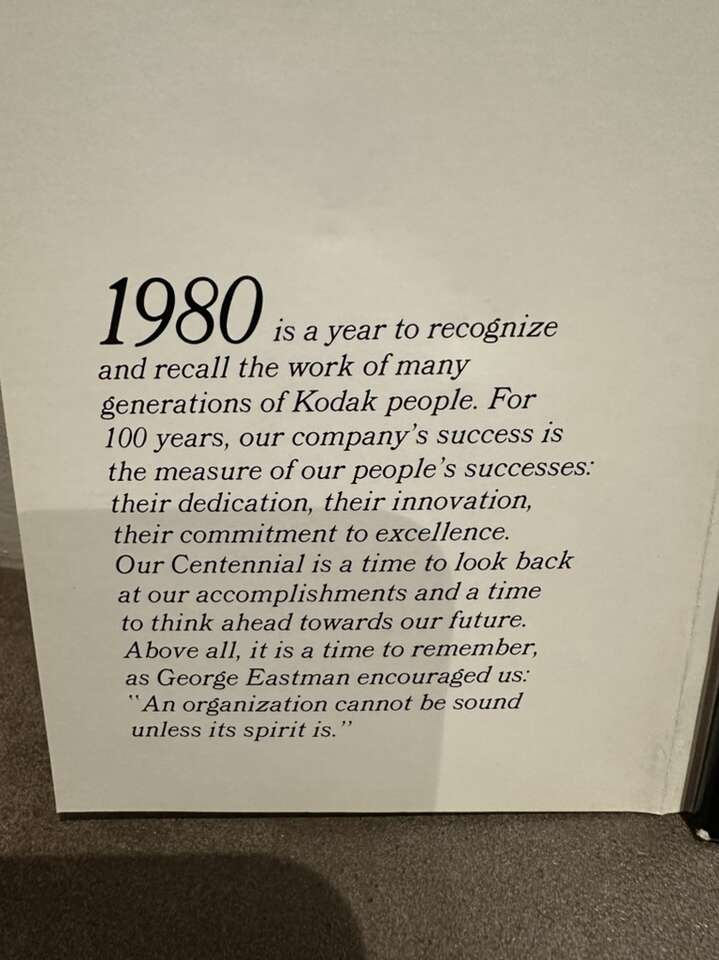 1980 is a year to recognize
and recall the work of many
generations of Kodak people. For
100 years, our company's success is
the measure of our people's successes:
their dedication, their innovation,
their commitment to excellence.
Our Centennial is a time to look back
at our accomplishments and a time
to think ahead towards our future.
Above all, it is a time to remember,
as George Eastman encouraged us:
"An organization cannot be sound
unless its spirit is."